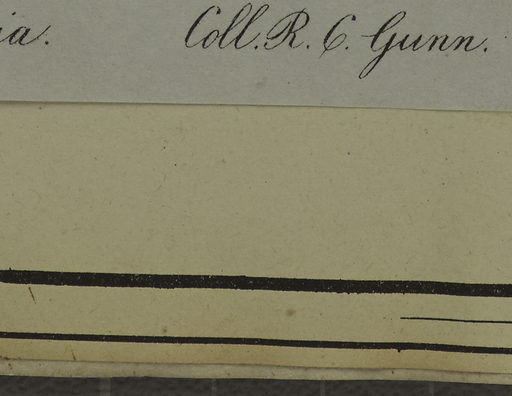 ia. Coll. R. C. Gunn.